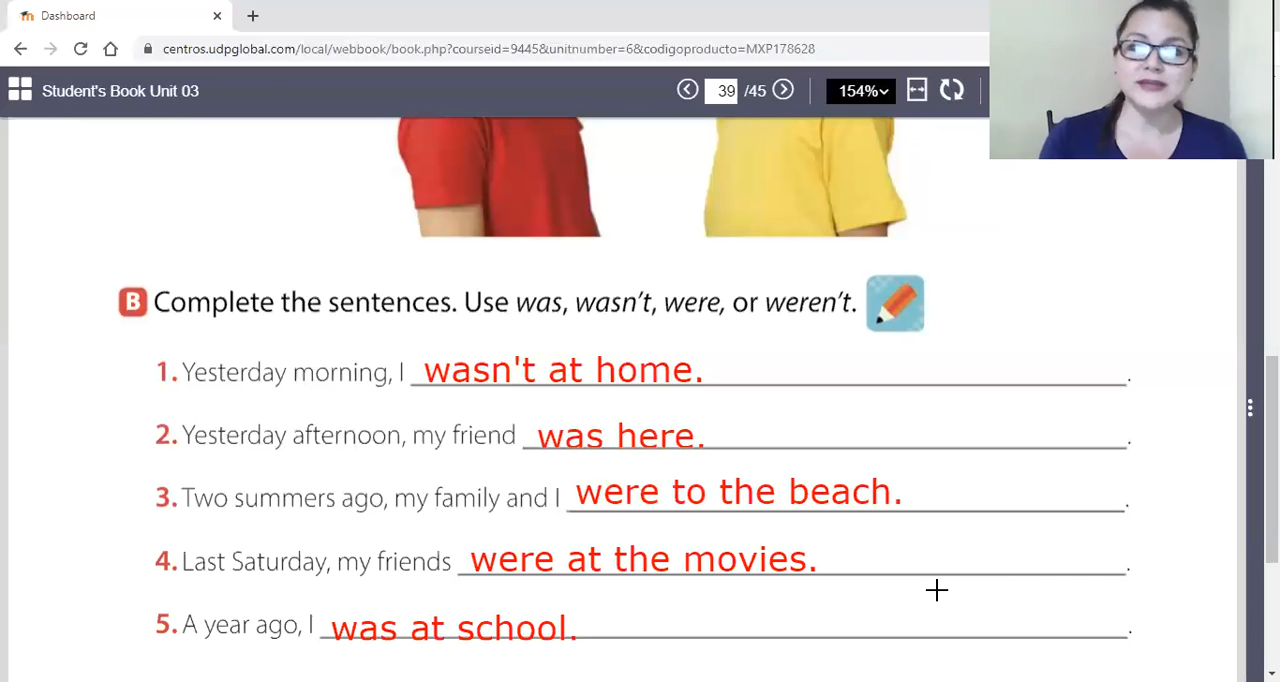 Dashboard
centros.udpglobal.com/local/webbook/book.php?courseid=9445&unitnumber=6&codigoproducto=MXP178628
Student's Book Unit 03 39 /45 154%
B Complete the sentences. Use was, wasn't, were, or weren't.
1. Yesterday morning, I wasn't at home. .
2. Yesterday afternoon, my friend was here. .
3. Two summers ago, my family and I were to the beach. .
4. Last Saturday, my friends were at the movies. .
5. A year ago, I was at school. .